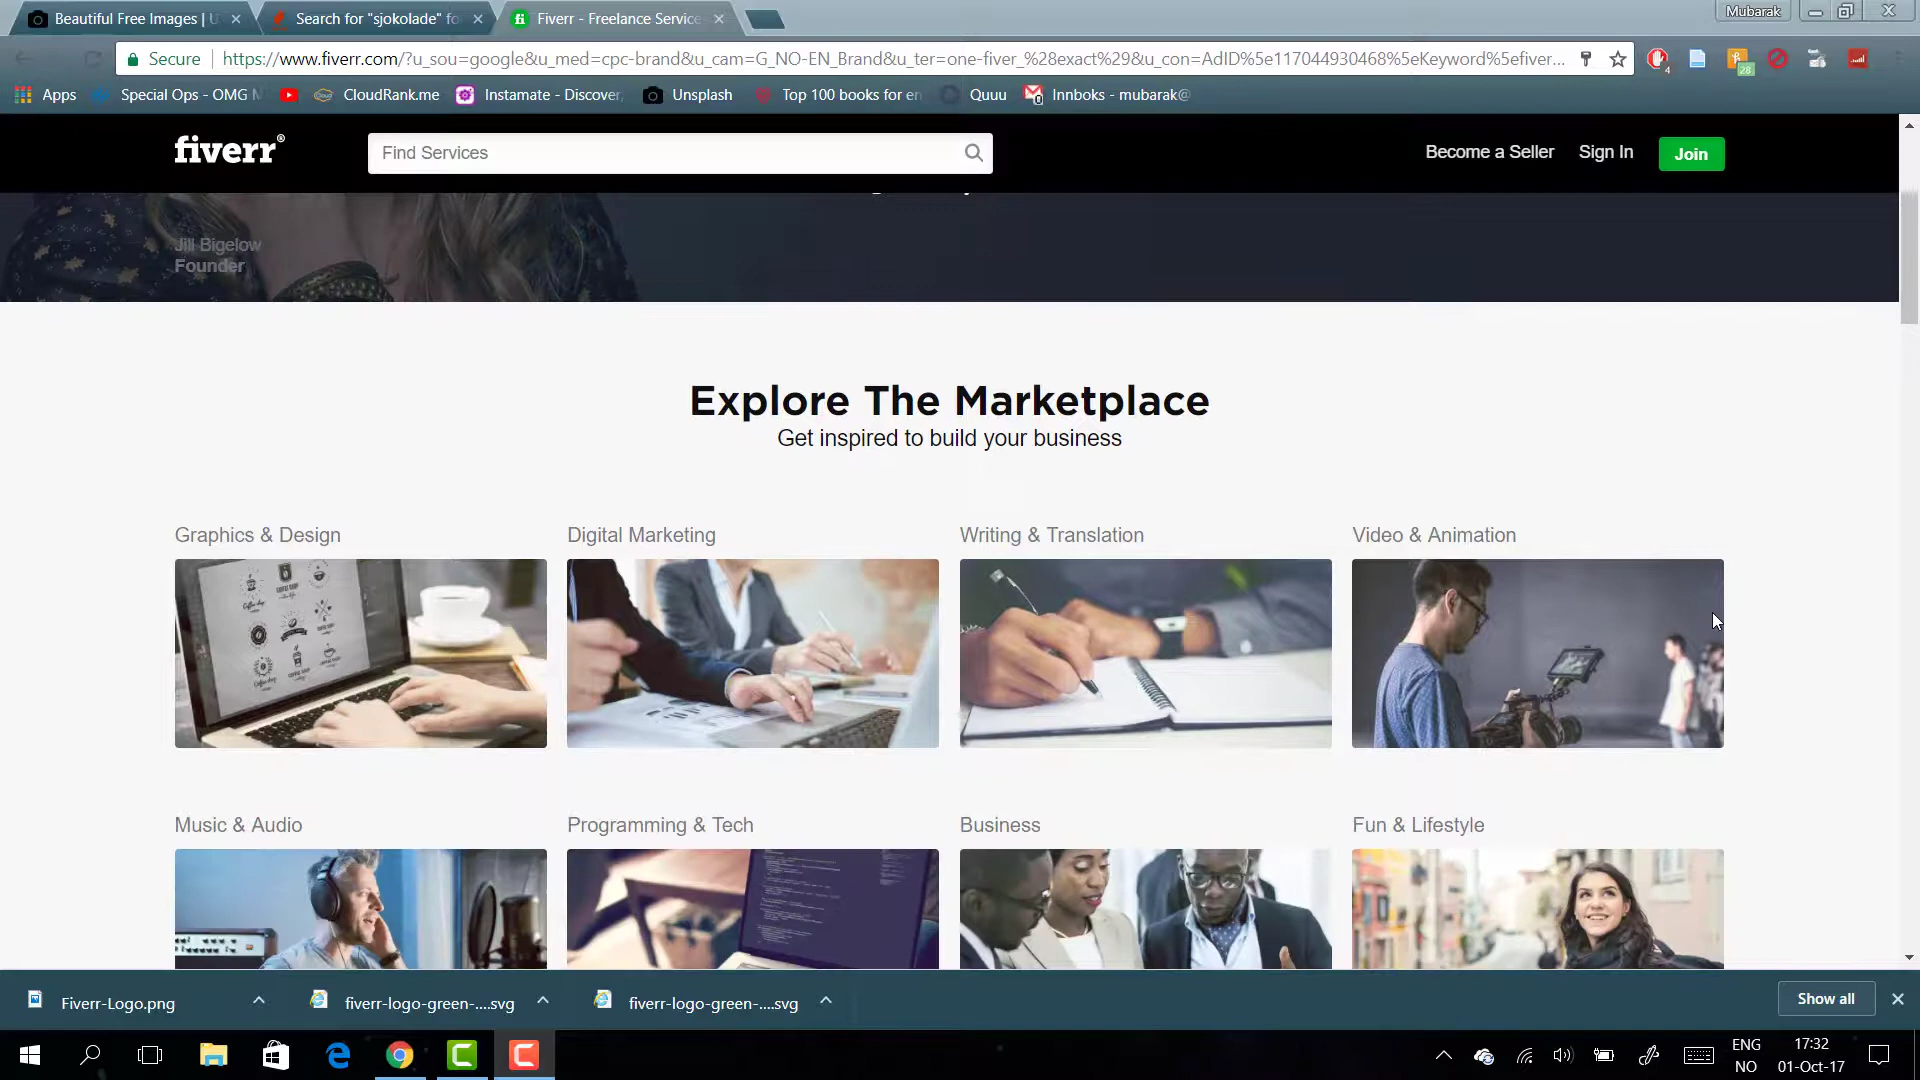 Beautiful Free Images | U
Search for "sjokolade" fo
fi Fiverr - Freelance Service
Mubarak
Secure
https://www.fiverr.com/?u_sou=google&u_med=cpc-brand&u_cam=G_NO-EN_Brand&u_ter=one-fiver_%28exact%29&u_con=AdID%5e117044930468%5eKeyword%5efiver...
4
28
Apps
Special Ops - OMG M
CloudRank.me
Instamate - Discover,
Unsplash
Top 100 books for en
Quuu
Innboks - mubarak@
fiverr®
Find Services
Become a Seller
Sign In
Join
Jill Bigelow
Founder
Explore The Marketplace
Get inspired to build your business
Graphics & Design
Digital Marketing
Writing & Translation
Video & Animation
Music & Audio
Programming & Tech
Business
Fun & Lifestyle
Fiverr-Logo.png
fiverr-logo-green-....svg
fiverr-logo-green-....svg
Show all
ENG
NO
17:32
01-Oct-17